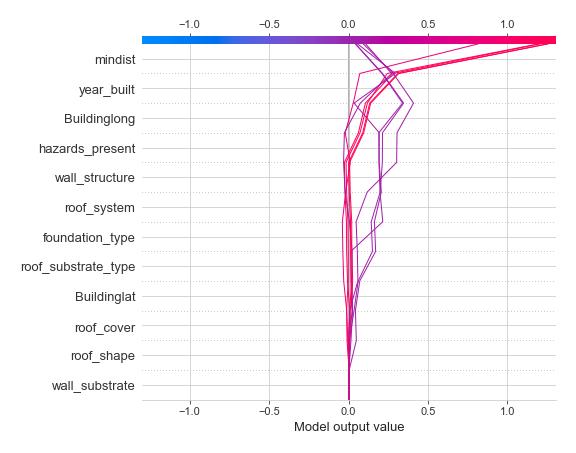 −1.0 −0.5 0.0 0.5 1.0
mindist
year_built
Buildinglong
hazards_present
wall_structure
roof_system
foundation_type
roof_substrate_type
Buildinglat
roof_cover
roof_shape
wall_substrate
−1.0 −0.5 0.0 0.5 1.0
Model output value